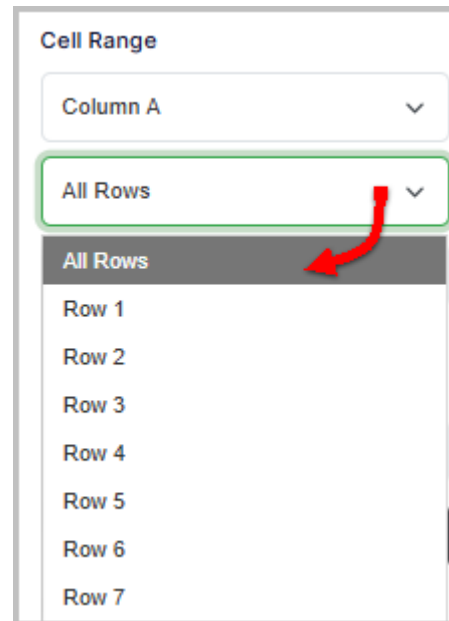 Cell Range
Column A
All Rows
All Rows
Row 1
Row 2
Row 3
Row 4
Row 5
Row 6
Row 7